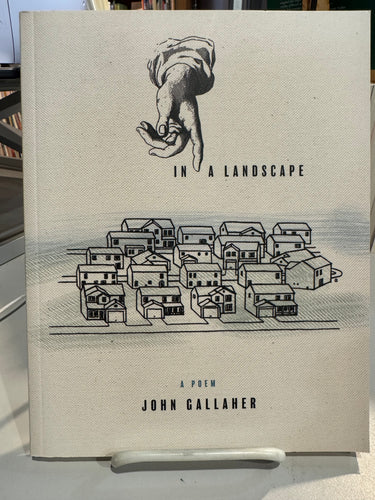 IN A LANDSCAPE
A POEM
JOHN GALLAHER